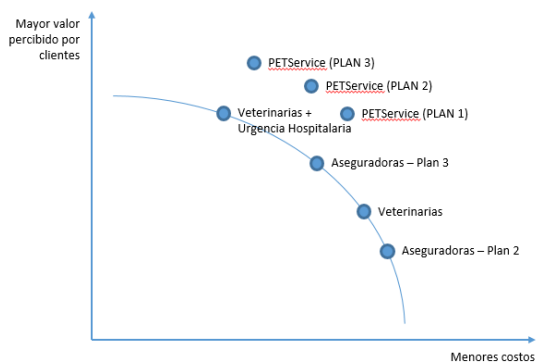 Mayor valor
percibido por
clientes
PETService (PLAN 3)
PETService (PLAN 2)
PETService (PLAN 1)
Veterinarias +
Urgencia Hospitalaria
Aseguradoras – Plan 3
Veterinarias
Aseguradoras – Plan 2
Menores costos